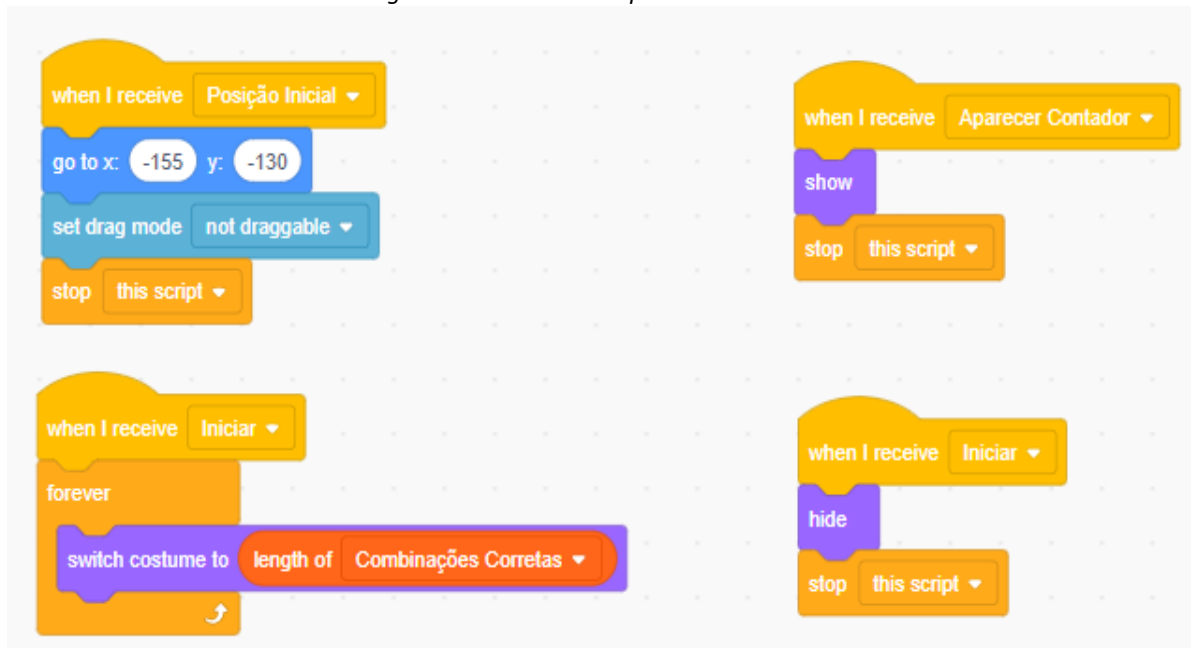 when I receive Posição Inicial
go to x: -155 y: -130
set drag mode not draggable
stop this script
when I receive Aparecer Contador
show
stop this script
when I receive Iniciar
forever
switch costume to length of Combinações Corretas
when I receive Iniciar
hide
stop this script